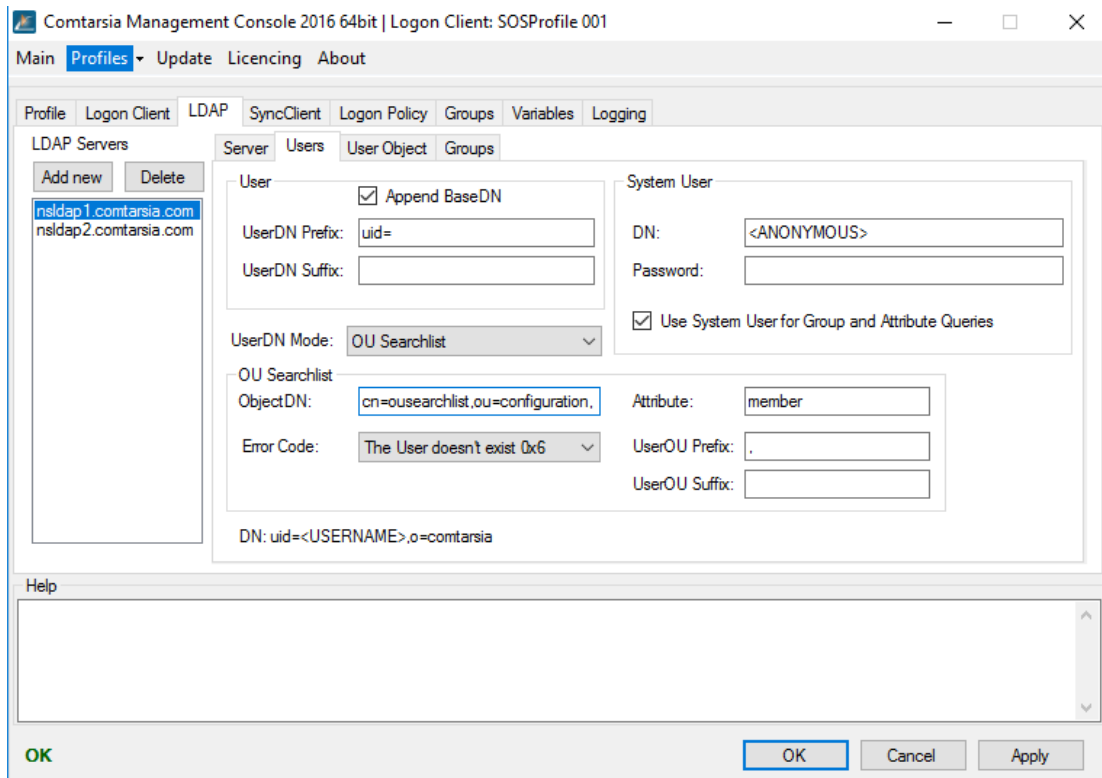 Comtarsia Management Console 2016 64bit | Logon Client: SOSProfile 001
Main Profiles Update Licencing About
Profile Logon Client LDAP SyncClient Logon Policy Groups Variables Logging
LDAP Servers
Add new Delete
nsldap1.comtarsia.com
nsldap2.comtarsia.com
Server Users User Object Groups
User
Append BaseDN
UserDN Prefix: uid=
UserDN Suffix:
System User
DN: <ANONYMOUS>
Password:
Use System User for Group and Attribute Queries
UserDN Mode: OU Searchlist
OU Searchlist
ObjectDN: cn=ousearchlist,ou=configuration,
Attribute: member
Error Code: The User doesn't exist 0x6
UserOU Prefix: ,
UserOU Suffix:
DN: uid=<USERNAME>,o=comtarsia
Help
OK
OK Cancel Apply